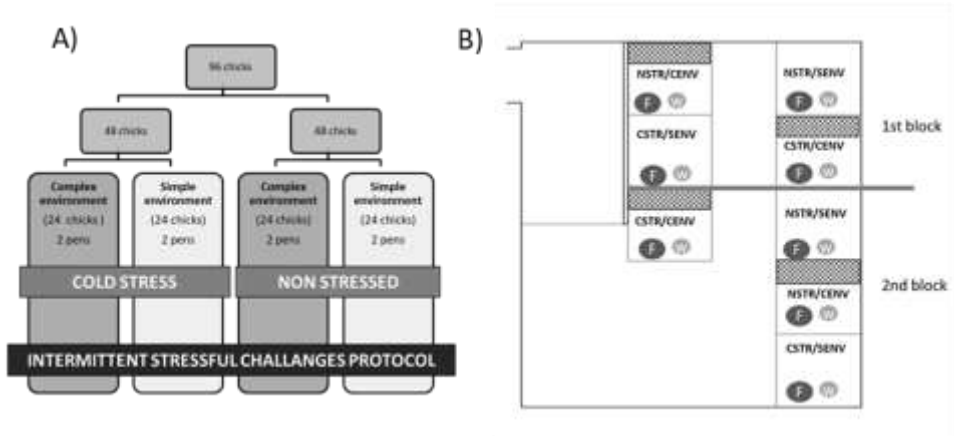 A)
96 chicks
48 chicks
48 chicks
Complex
environment
(24 chicks)
2 pens
Simple
environment
(24 chicks)
2 pens
Complex
environment
(24 chicks)
2 pens
Simple
environment
(24 chicks)
2 pens
COLD STRESS
NON STRESSED
INTERMITTENT STRESSFUL CHALLANGES PROTOCOL
B)
NSTR/CENV
F W
CSTR/SENV
F W
CSTR/CENV
F W
NSTR/SENV
F W
CSTR/CENV
F W
1st block
NSTR/SENV
F W
NSTR/CENV
F W
CSTR/SENV
F W
2nd block